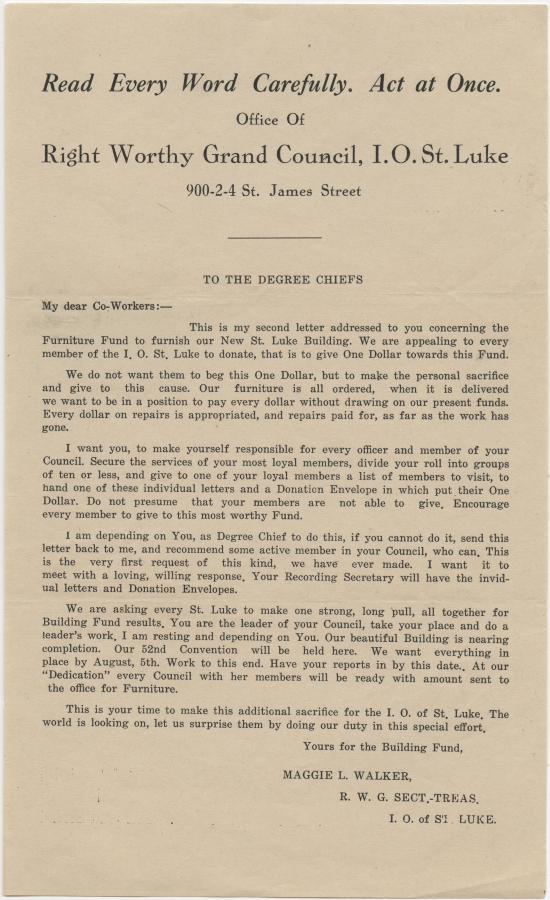 Read Every Word Carefully. Act at Once.
Office Of
Right Worthy Grand Council, I.O. St. Luke
900-2-4 St. James Street
TO THE DEGREE CHIEFS
My dear Co-Workers:—
This is my second letter addressed to you concerning the
Furniture Fund to furnish our New St. Luke Building. We are appealing to every
member of the I. O. St. Luke to donate, that is to give One Dollar towards this Fund.
We do not want them to beg this One Dollar, but to make the personal sacrifice
and give to this cause. Our furniture is all ordered, when it is delivered
we want to be in a position to pay every dollar without drawing on our present funds.
Every dollar on repairs is appropriated, and repairs paid for, as far as the work has
gone.
I want you, to make yourself responsible for every officer and member of your
Council. Secure the services of your most loyal members, divide your roll into groups
of ten or less, and give to one of your loyal members a list of members to visit, to
hand one of these individual letters and a Donation Envelope in which put their One
Dollar. Do not presume that your members are not able to give. Encourage
every member to give to this most worthy Fund.
I am depending on You, as Degree Chief to do this, if you cannot do it, send this
letter back to me, and recommend some active member in your Council, who can. This
is the very first request of this kind, we have ever made. I want it to
meet with a loving, willing response. Your Recording Secretary will have the invid-
ual letters and Donation Envelopes.
We are asking every St. Luke to make one strong, long pull, all together for
Building Fund results. You are the leader of your Council, take your place and do a
leader's work. I am resting and depending on You. Our beautiful Building is nearing
completion. Our 52nd Convention will be held here. We want everything in
place by August, 5th. Work to this end. Have your reports in by this date.. At our
"Dedication" every Council with her members will be ready with amount sent to
the office for Furniture.
This is your time to make this additional sacrifice for the I. O. of St. Luke. The
world is looking on, let us surprise them by doing our duty in this special effort.
Yours for the Building Fund,
MAGGIE L. WALKER,
R. W. G. SECT.-TREAS.
I. O. of ST. LUKE.